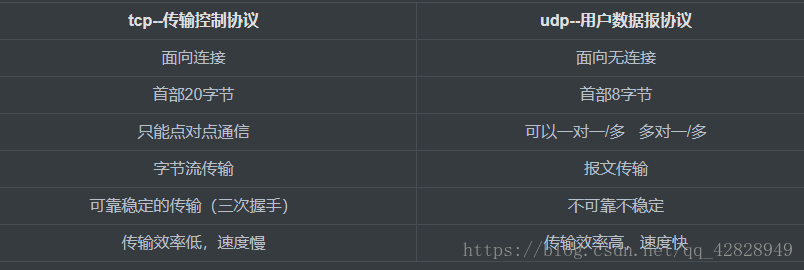 tcp--传输控制协议 udp--用户数据报协议
面向连接 面向无连接
首部20字节 首部8字节
只能点对点通信 可以一对一/多 多对一/多
字节流传输 报文传输
可靠稳定的传输（三次握手） 不可靠不稳定
传输效率低，速度慢 传输效率高，速度快
https://blog.csdn.net/qq_42828949